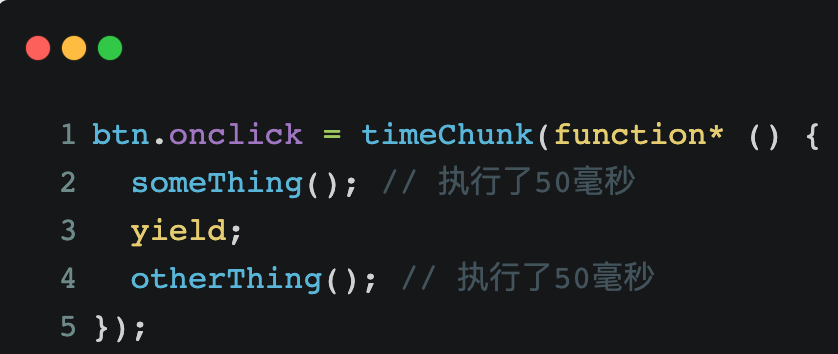 1 btn.onclick = timeChunk(function* () {
2 someThing(); // 执行了50毫秒
3 yield;
4 otherThing(); // 执行了50毫秒
5 });